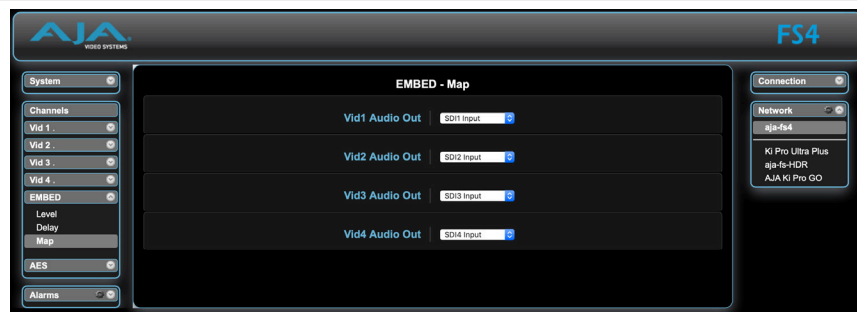 AJA
VIDEO SYSTEMS
FS4
System
Channels
Vid 1 .
Vid 2 .
Vid 3 .
Vid 4 .
EMBED
Level
Delay
Map
AES
Alarms
EMBED - Map
Vid1 Audio Out SDI1 Input
Vid2 Audio Out SDI2 Input
Vid3 Audio Out SDI3 Input
Vid4 Audio Out SDI4 Input
Connection
Network
aja-fs4
Ki Pro Ultra Plus
aja-fs-HDR
AJA Ki Pro GO